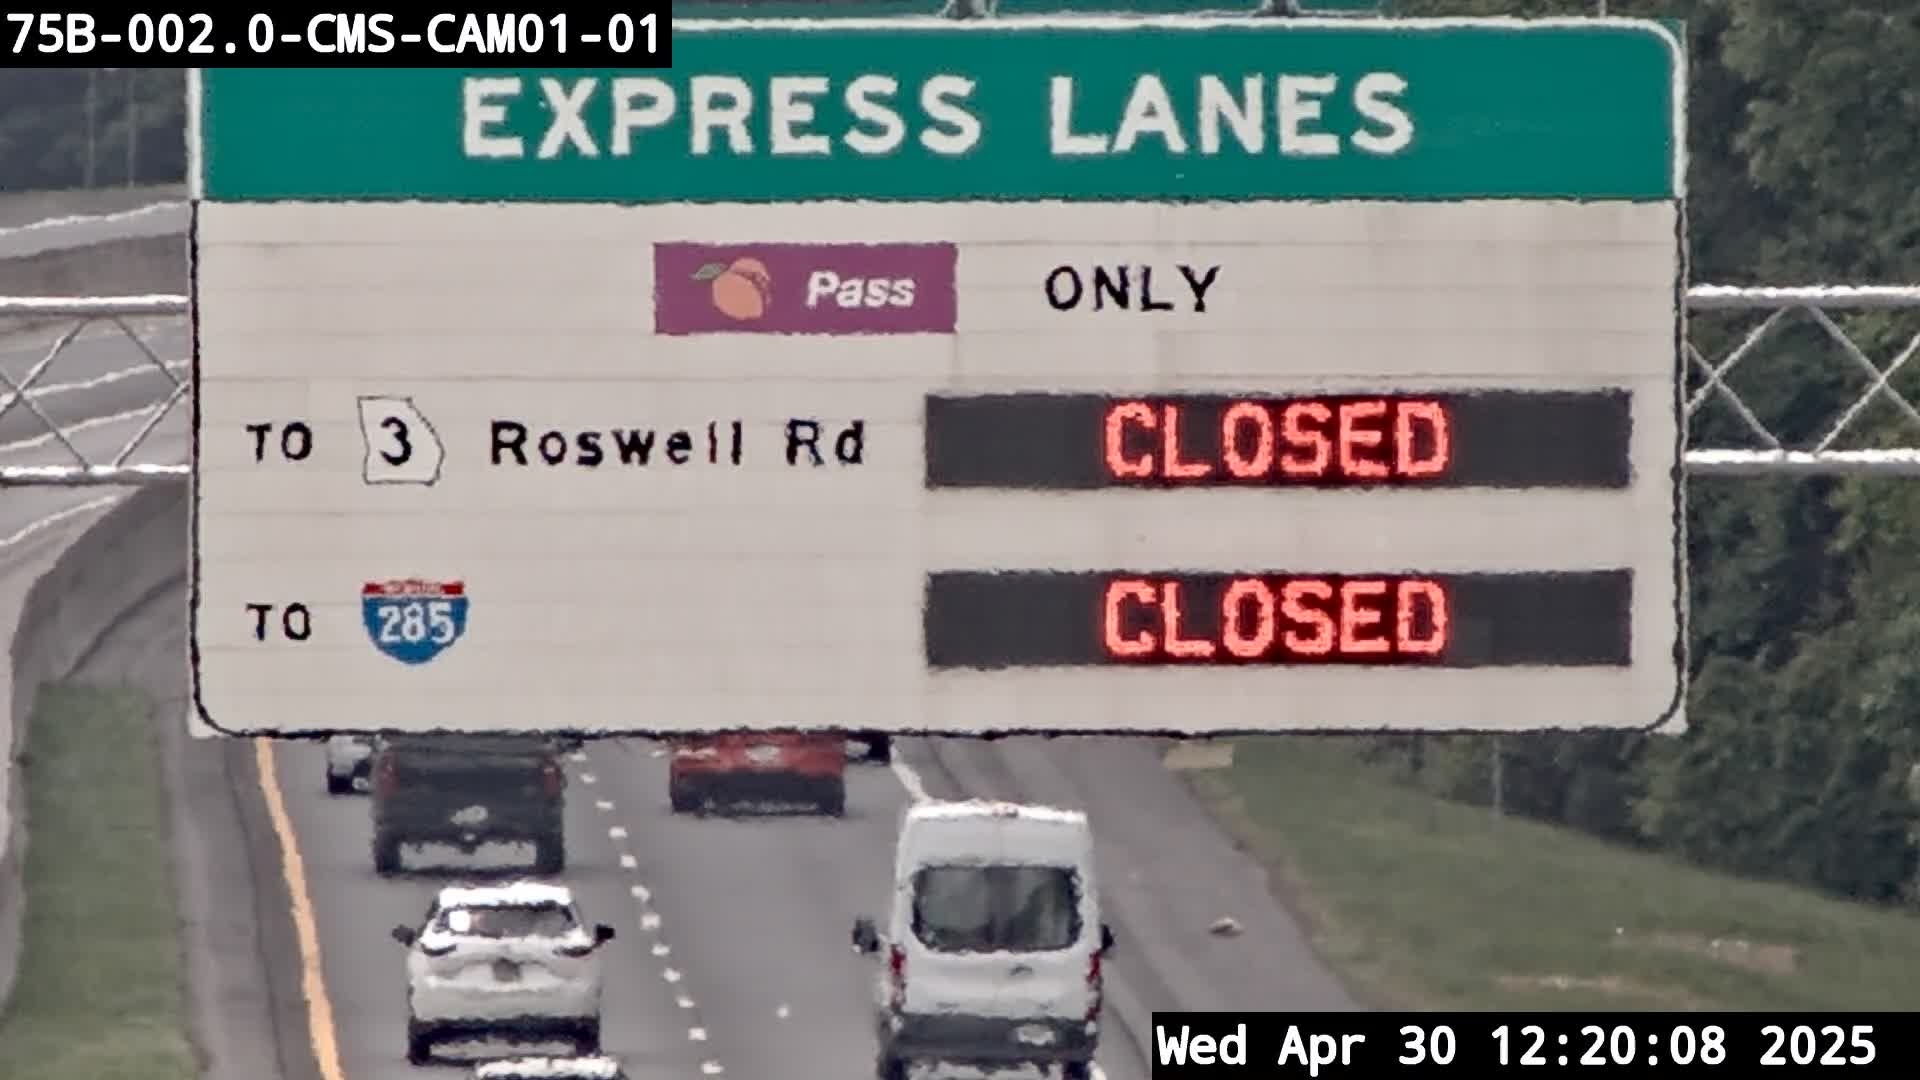 75B-002.0-CMS-CAM01-01
EXPRESS LANES
Pass ONLY
TO 3 Roswell Rd CLOSED
TO 285 CLOSED
Wed Apr 30 12:20:08 2025